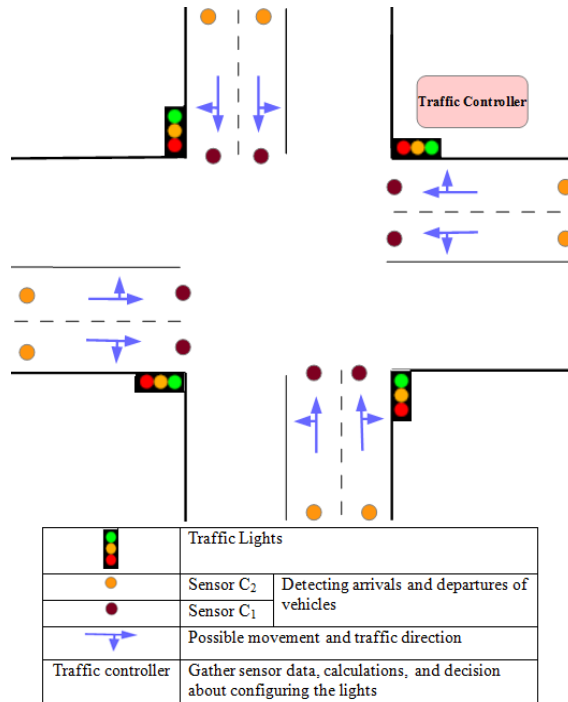 Traffic Controller
Traffic Lights
Sensor C₂
Detecting arrivals and departures of
vehicles
Sensor C₁
Possible movement and traffic direction
Traffic controller
Gather sensor data, calculations, and decision
about configuring the lights